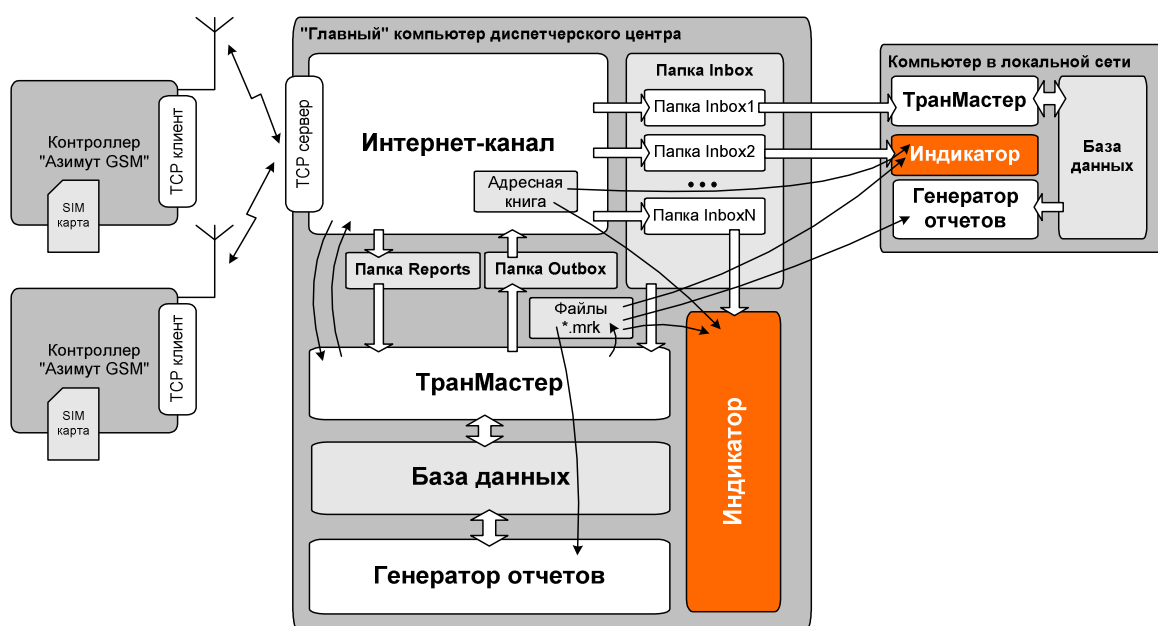 "Главный" компьютер диспетчерского центра
Контроллер
"Азимут GSM"
TCP клиент
SIM
карта
Контроллер
"Азимут GSM"
TCP клиент
SIM
карта
TCP сервер
Интернет-канал
Адресная
книга
Папка Inbox
Папка Inbox1
Папка Inbox2
...
Папка InboxN
Папка Reports
Папка Outbox
Файлы
*.mrk
ТранМастер
База данных
Генератор отчетов
Индикатор
Компьютер в локальной сети
ТранМастер
Индикатор
Генератор
отчетов
База
данных